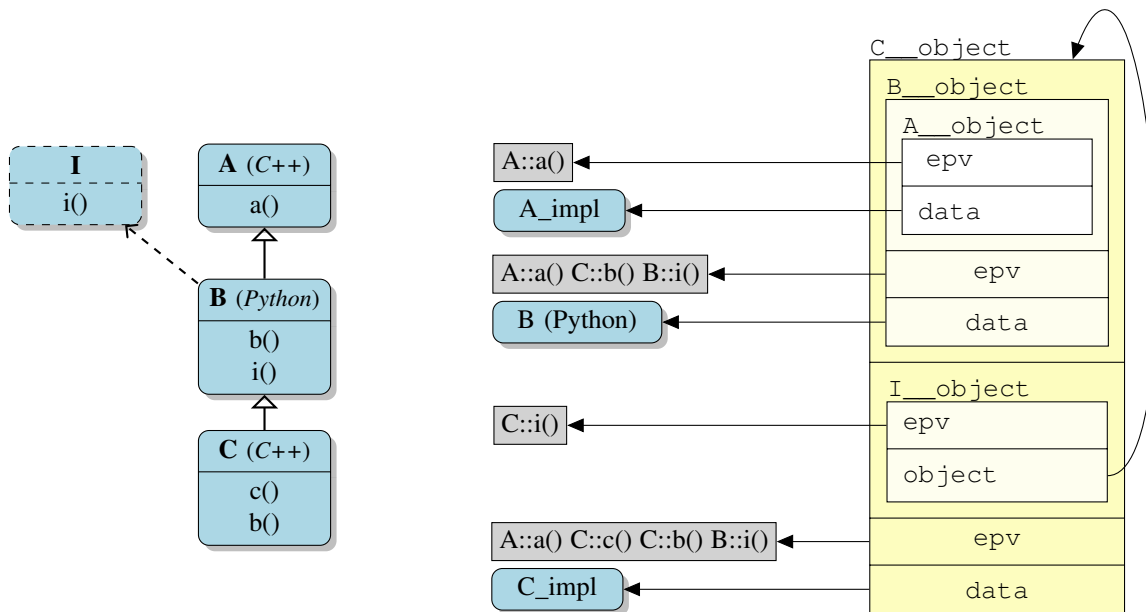 I
i()
A (C++)
a()
B (Python)
b()
i()
C (C++)
c()
b()
A::a()
A_impl
A::a() C::b() B::i()
B (Python)
C::i()
A::a() C::c() C::b() B::i()
C_impl
C__object
B__object
A__object
epv
data
epv
data
I__object
epv
object
epv
data